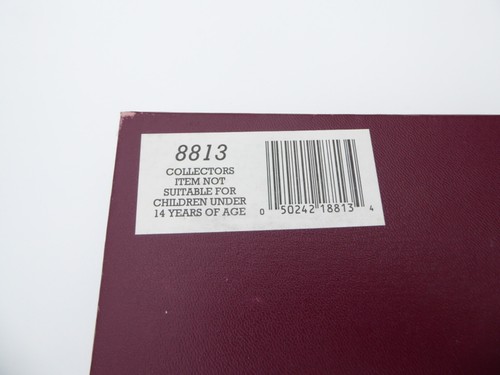 8813
COLLECTORS
ITEM NOT
SUITABLE FOR
CHILDREN UNDER
14 YEARS OF AGE
0 50242 18813 4